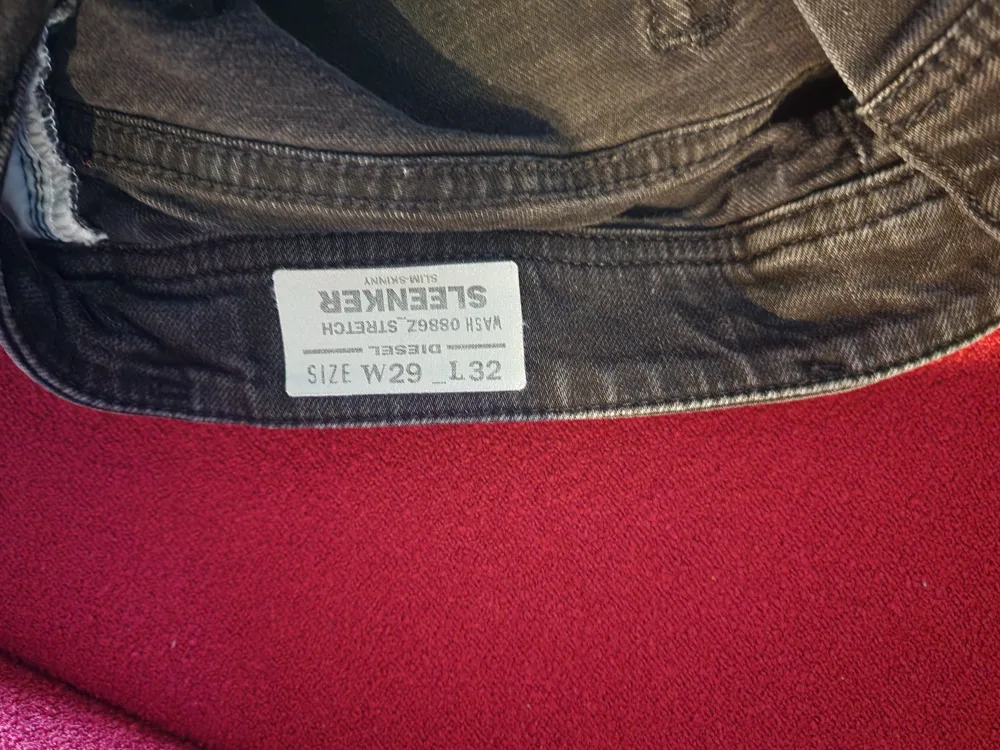 SIZE W29 _L32
DIESEL
WASH 0886Z_STRETCH
SLEENKER
SLIM-SKINNY